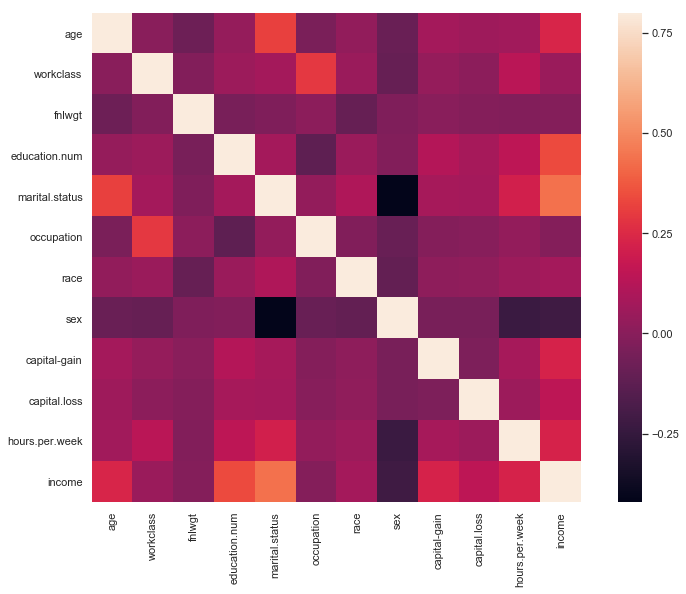 age
workclass
fnlwgt
education.num
marital.status
occupation
race
sex
capital-gain
capital.loss
hours.per.week
income
age
workclass
fnlwgt
education.num
marital.status
occupation
race
sex
capital-gain
capital.loss
hours.per.week
income
0.75
0.50
0.25
0.00
−0.25